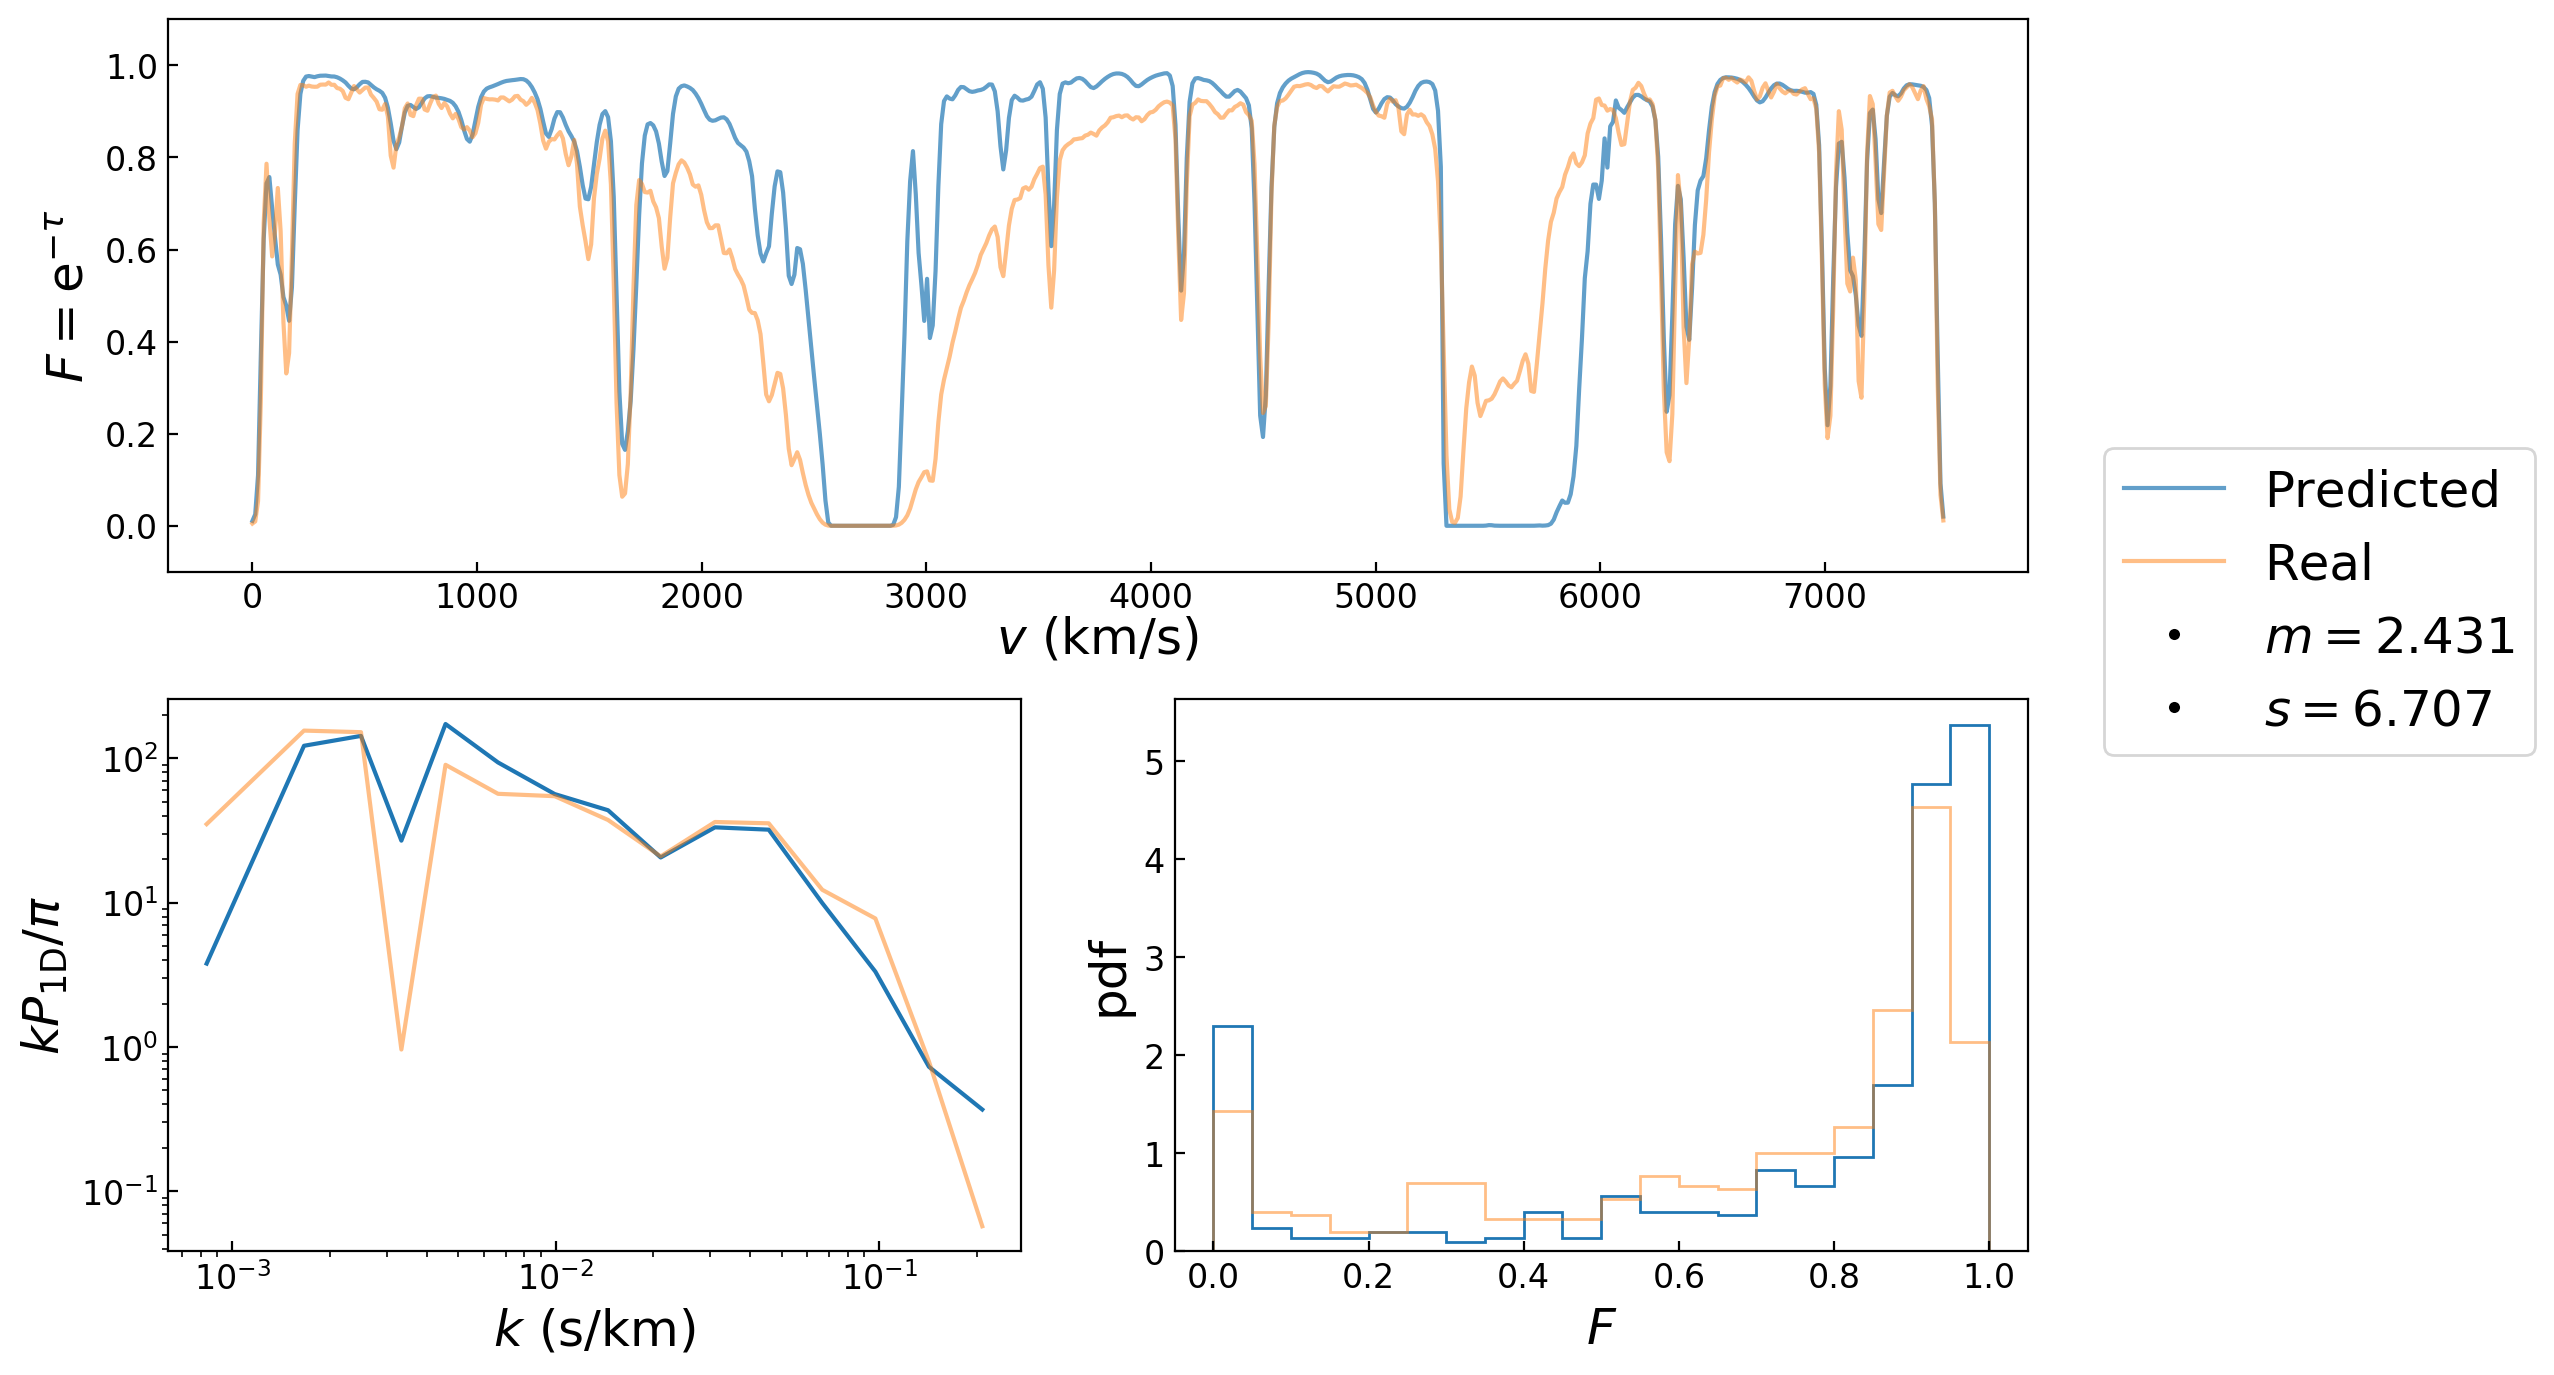 1.0
0.8
0.6
0.4
0.2
0.0
F = e^{-τ}
0 1000 2000 3000 4000 5000 6000 7000
v (km/s)
Predicted
Real
m = 2.431
s = 6.707
10^2
10^1
10^0
10^{-1}
kP_{1D}/π
10^{-3} 10^{-2} 10^{-1}
k (s/km)
5
4
3
2
1
0
pdf
0.0 0.2 0.4 0.6 0.8 1.0
F